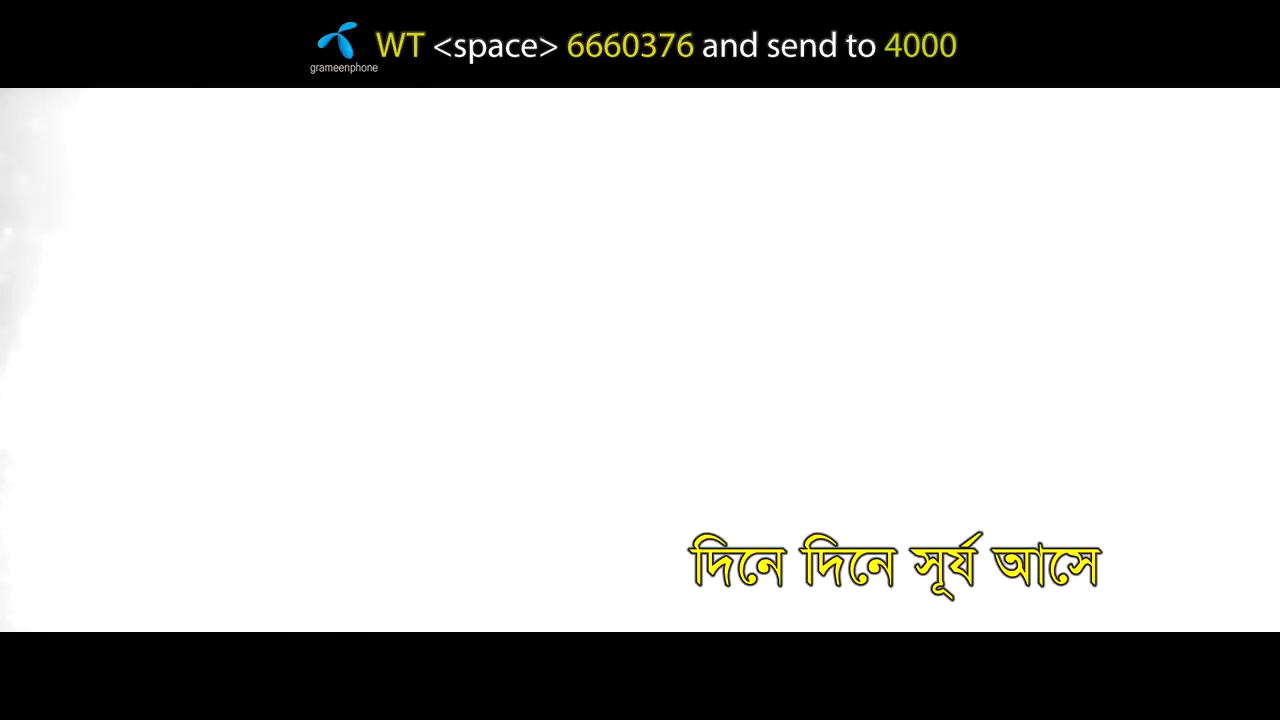 WT <space> 6660376 and send to 4000
grameenphone
দিনে দিনে সূর্য আসে